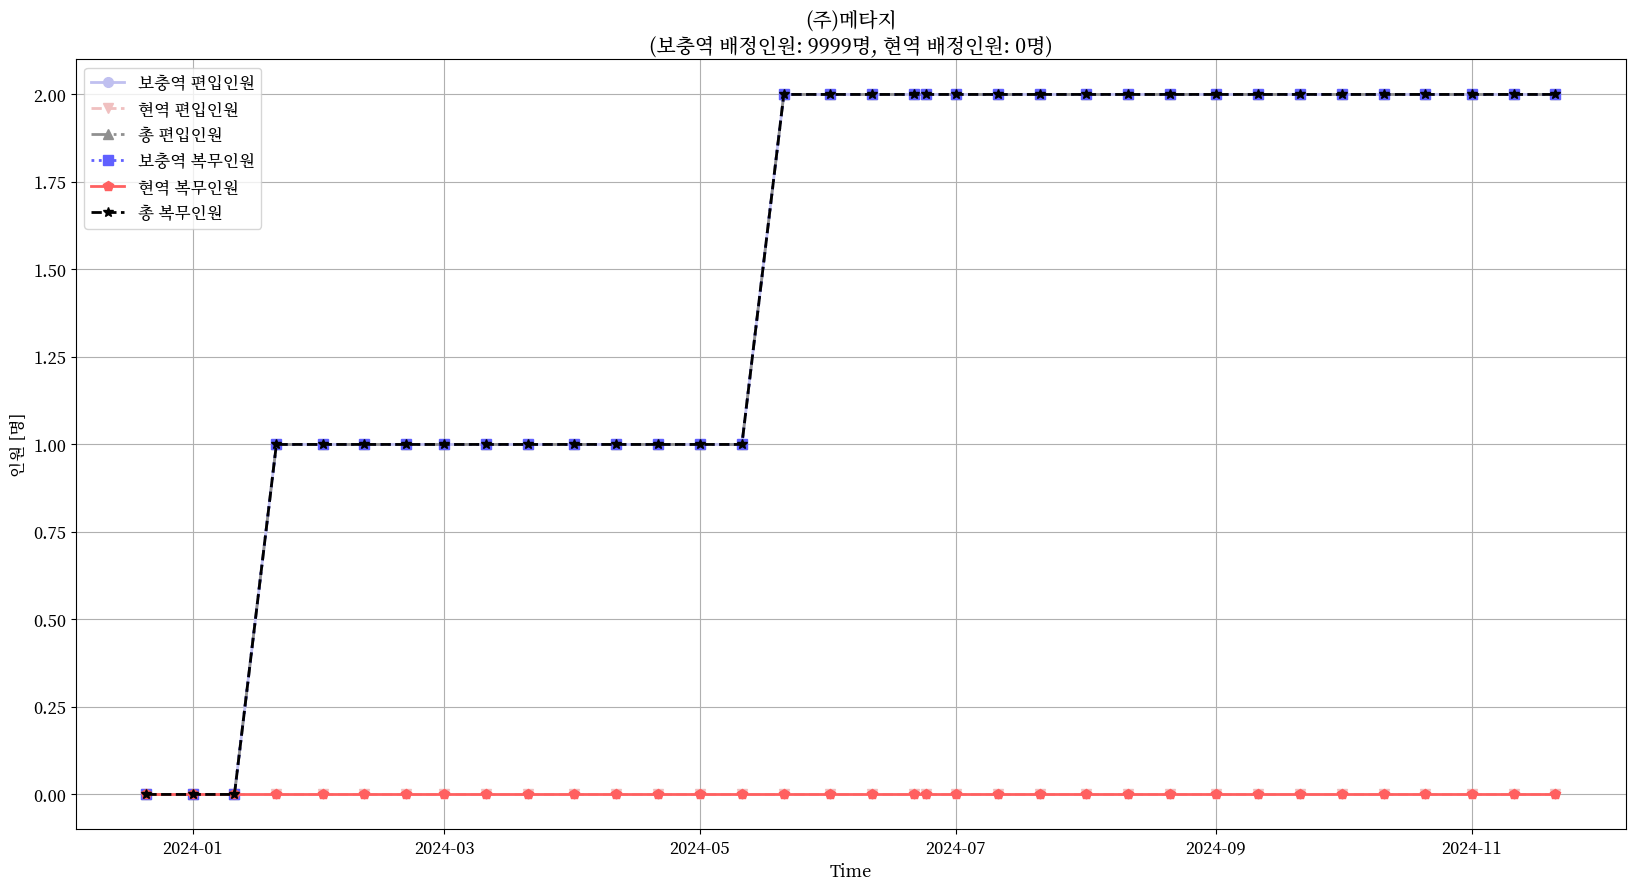 (주)메타지
(보충역 배정인원: 9999명, 현역 배정인원: 0명)
보충역 편입인원
현역 편입인원
총 편입인원
보충역 복무인원
현역 복무인원
총 복무인원
2.00
1.75
1.50
1.25
1.00
0.75
0.50
0.25
0.00
인원 [명]
2024-01
2024-03
2024-05
2024-07
2024-09
2024-11
Time